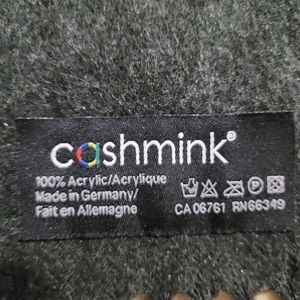 cashmink®
100% Acrylic/Acrylique
Made in Germany/
Fait en Allemagne
CA 06761 RN66349